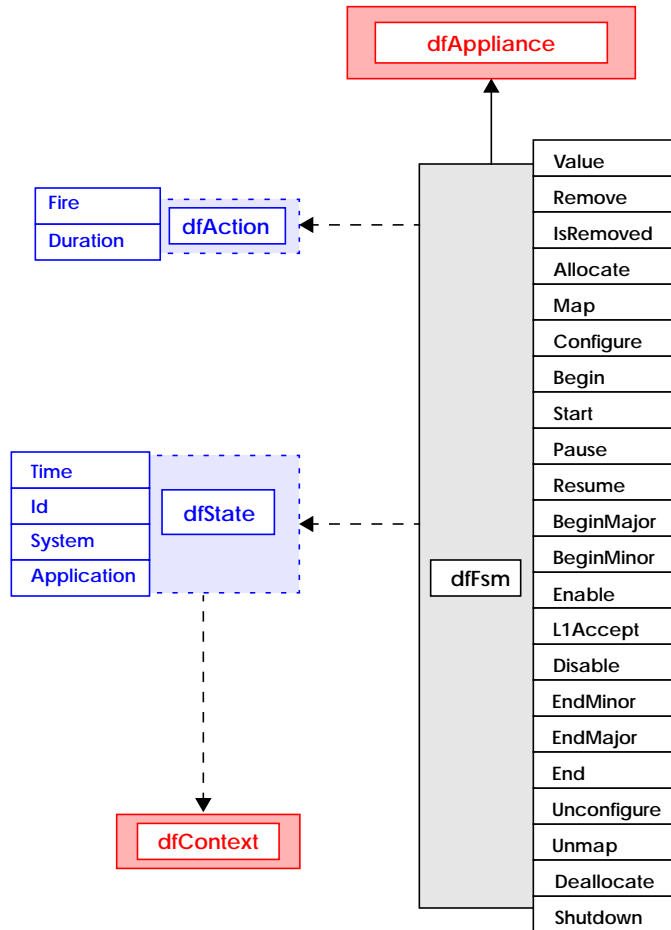 dfAppliance
Fire
Duration
dfAction
Time
Id
System
Application
dfState
dfContext
dfFsm
Value
Remove
IsRemoved
Allocate
Map
Configure
Begin
Start
Pause
Resume
BeginMajor
BeginMinor
Enable
L1Accept
Disable
EndMinor
EndMajor
End
Unconfigure
Unmap
Deallocate
Shutdown